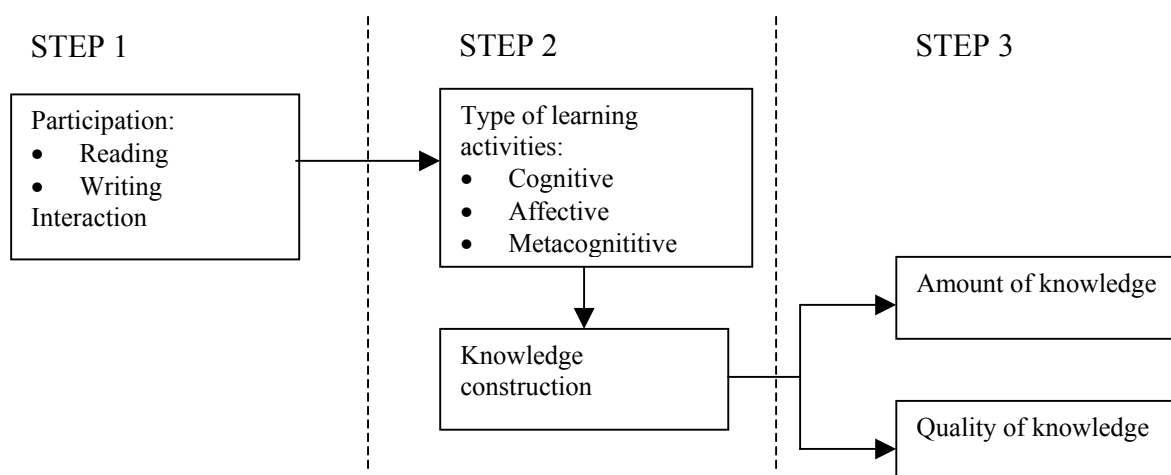 STEP 1
Participation:
• Reading
• Writing
Interaction
STEP 2
Type of learning
activities:
• Cognitive
• Affective
• Metacognititive
Knowledge
construction
STEP 3
Amount of knowledge
Quality of knowledge